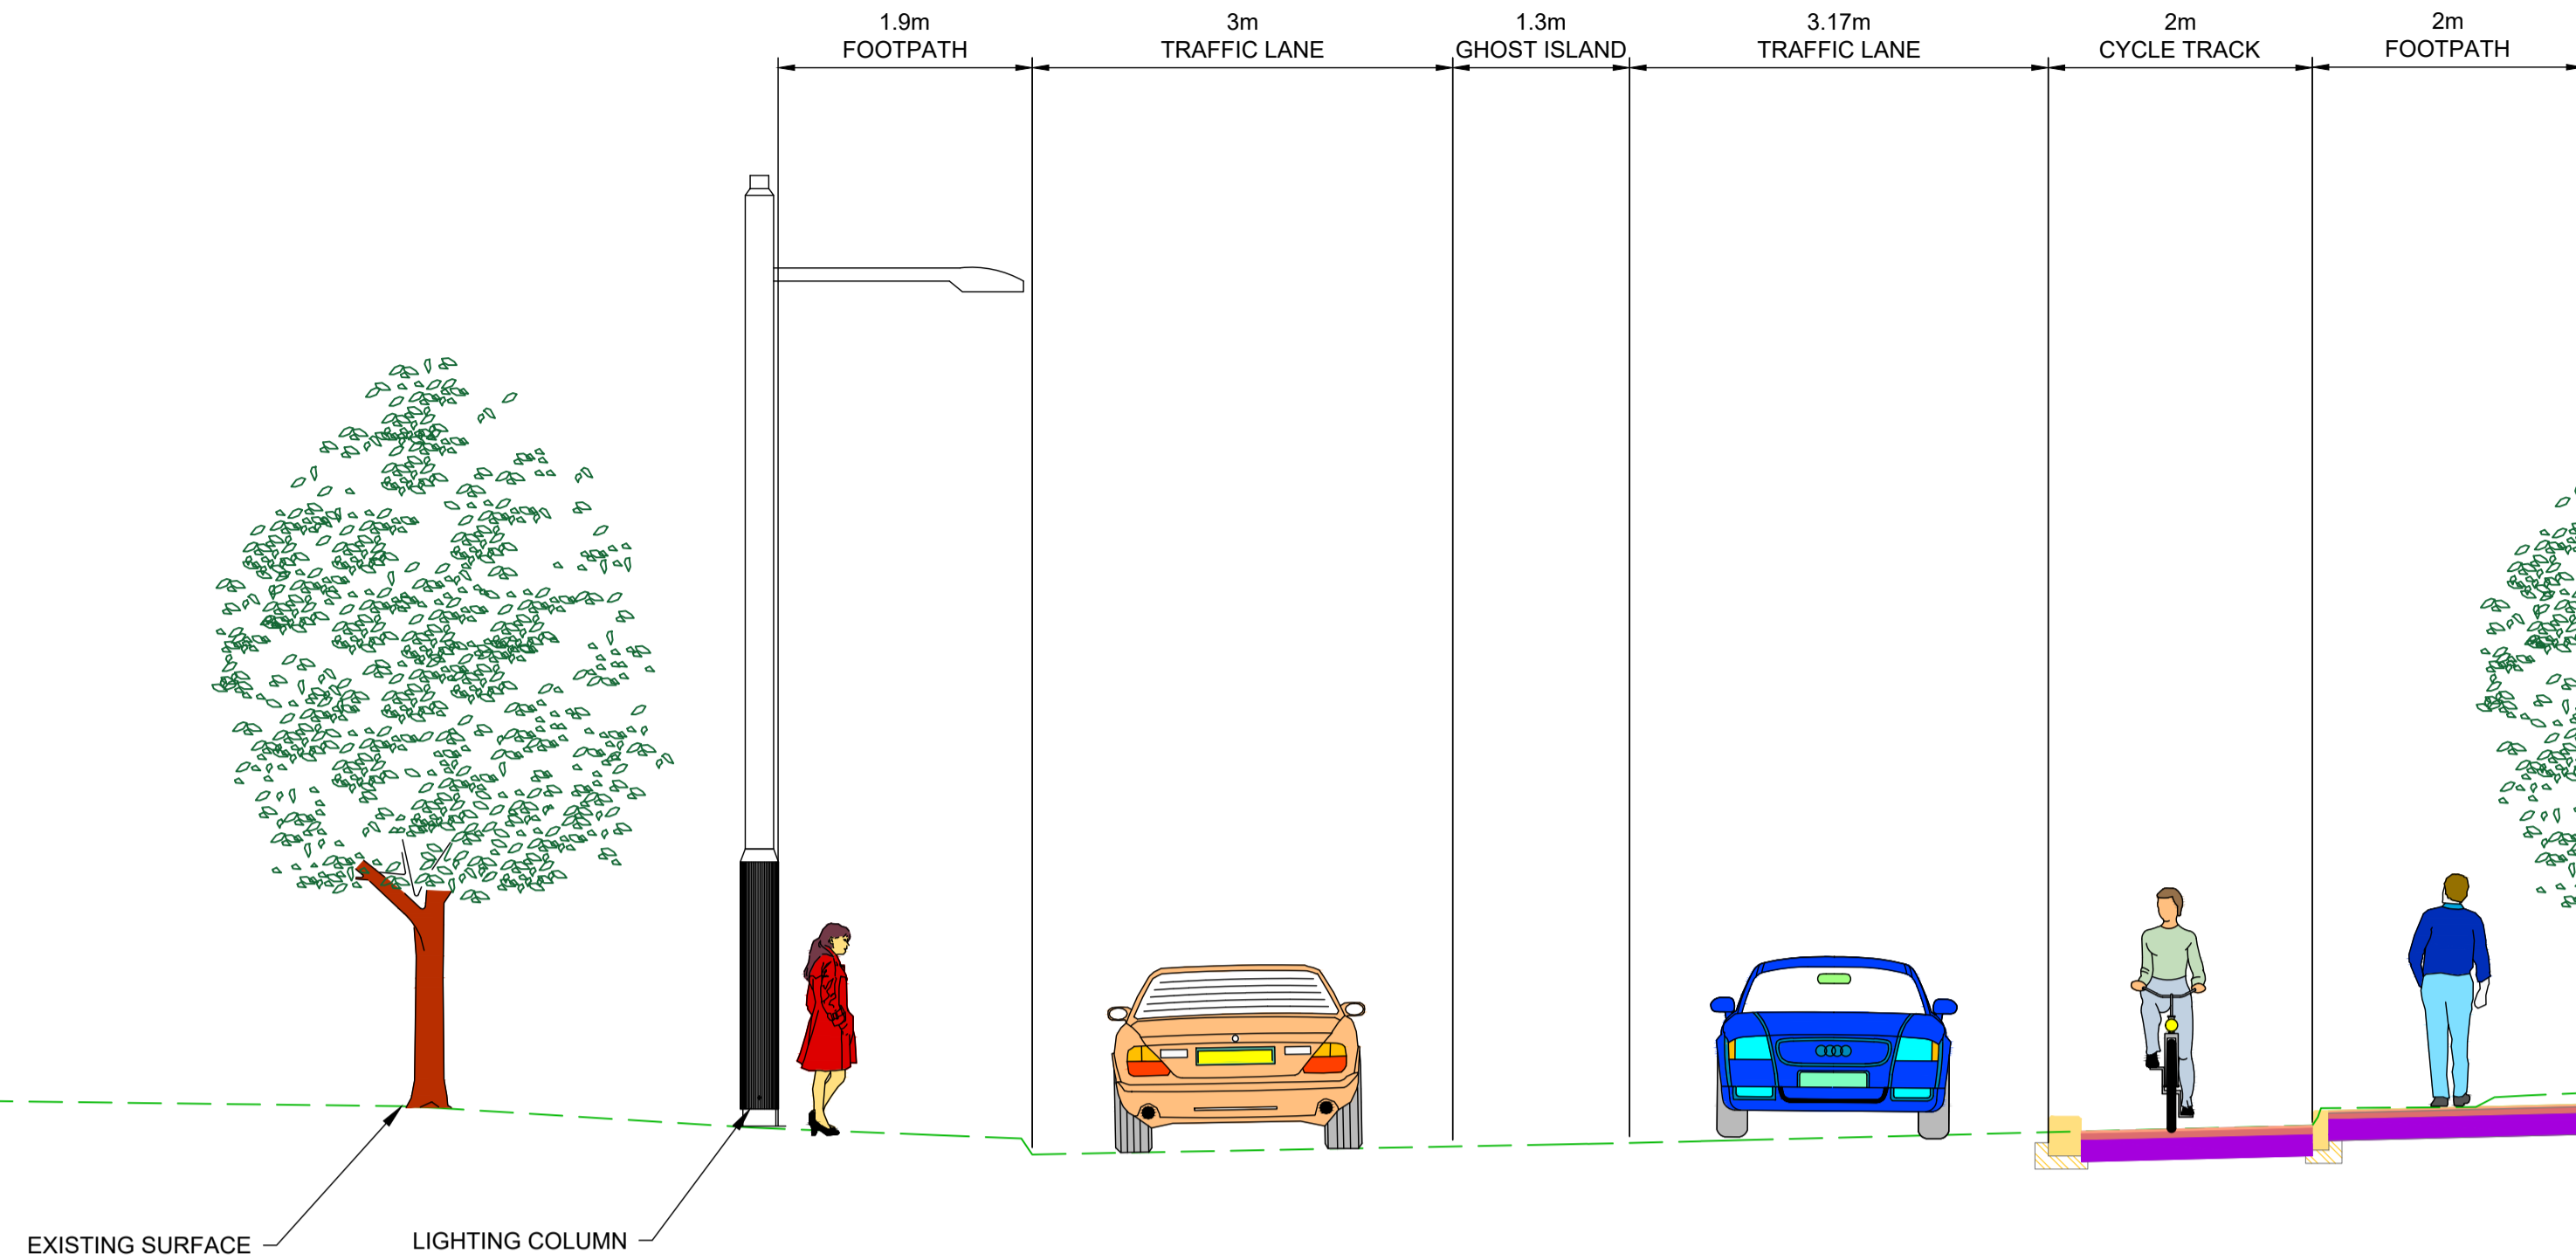 1.9m
FOOTPATH
3m
TRAFFIC LANE
1.3m
GHOST ISLAND
3.17m
TRAFFIC LANE
2m
CYCLE TRACK
2m
FOOTPATH
EXISTING SURFACE
LIGHTING COLUMN